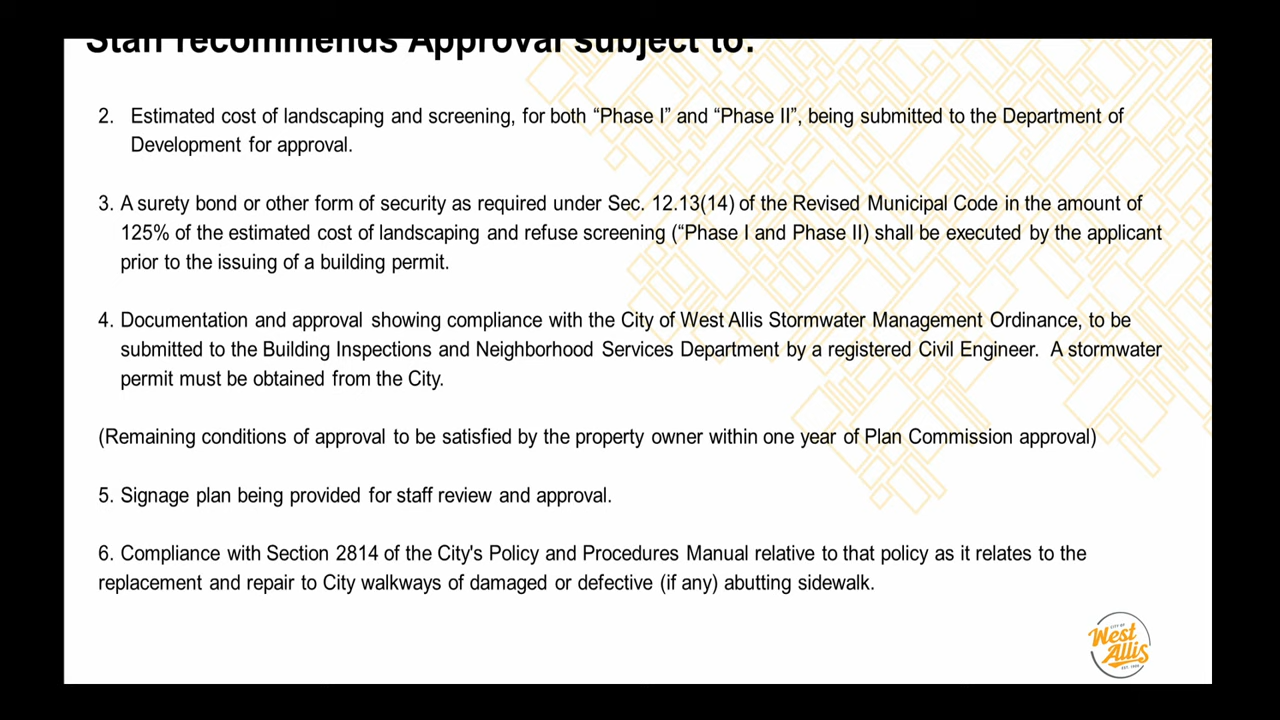 Staff recommends Approval subject to:
2. Estimated cost of landscaping and screening, for both “Phase I” and “Phase II”, being submitted to the Department of
Development for approval.
3. A surety bond or other form of security as required under Sec. 12.13(14) of the Revised Municipal Code in the amount of
125% of the estimated cost of landscaping and refuse screening (“Phase I and Phase II) shall be executed by the applicant
prior to the issuing of a building permit.
4. Documentation and approval showing compliance with the City of West Allis Stormwater Management Ordinance, to be
submitted to the Building Inspections and Neighborhood Services Department by a registered Civil Engineer. A stormwater
permit must be obtained from the City.
(Remaining conditions of approval to be satisfied by the property owner within one year of Plan Commission approval)
5. Signage plan being provided for staff review and approval.
6. Compliance with Section 2814 of the City's Policy and Procedures Manual relative to that policy as it relates to the
replacement and repair to City walkways of damaged or defective (if any) abutting sidewalk.
CITY OF
West
Allis